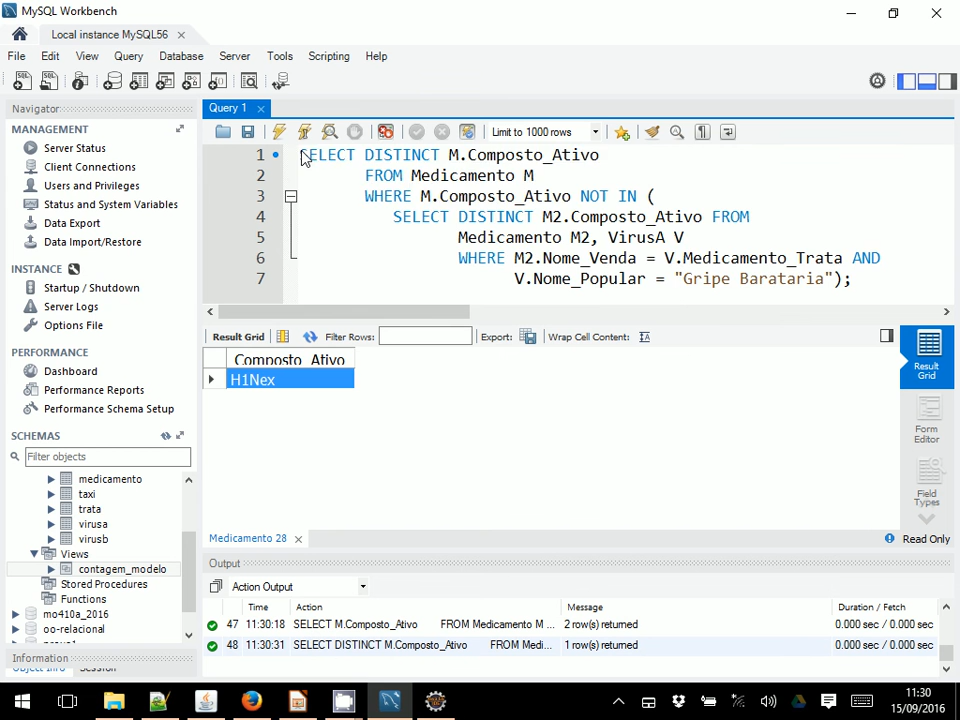 MySQL Workbench
Local instance MySQL56
File Edit View Query Database Server Tools Scripting Help
Navigator
MANAGEMENT
Server Status
Client Connections
Users and Privileges
Status and System Variables
Data Export
Data Import/Restore
INSTANCE
Startup / Shutdown
Server Logs
Options File
PERFORMANCE
Dashboard
Performance Reports
Performance Schema Setup
SCHEMAS
Filter objects
medicamento
taxi
trata
virusa
virusb
Views
contagem_modelo
Stored Procedures
Functions
mo410a_2016
oo-relacional
Information
Object Info Session
Query 1
Limit to 1000 rows
1 SELECT DISTINCT M.Composto_Ativo
2 FROM Medicamento M
3 WHERE M.Composto_Ativo NOT IN (
4 SELECT DISTINCT M2.Composto_Ativo FROM
5 Medicamento M2, VirusA V
6 WHERE M2.Nome_Venda = V.Medicamento_Trata AND
7 V.Nome_Popular = "Gripe Barataria");
Result Grid Filter Rows: Export: Wrap Cell Content:
Composto_Ativo
H1Nex
Result Grid
Form Editor
Field Types
Medicamento 28
Read Only
Output
Action Output
Time Action Message Duration / Fetch
47 11:30:18 SELECT M.Composto_Ativo FROM Medicamento M ... 2 row(s) returned 0.000 sec / 0.000 sec
48 11:30:31 SELECT DISTINCT M.Composto_Ativo FROM Medi... 1 row(s) returned 0.000 sec / 0.000 sec
11:30
15/09/2016